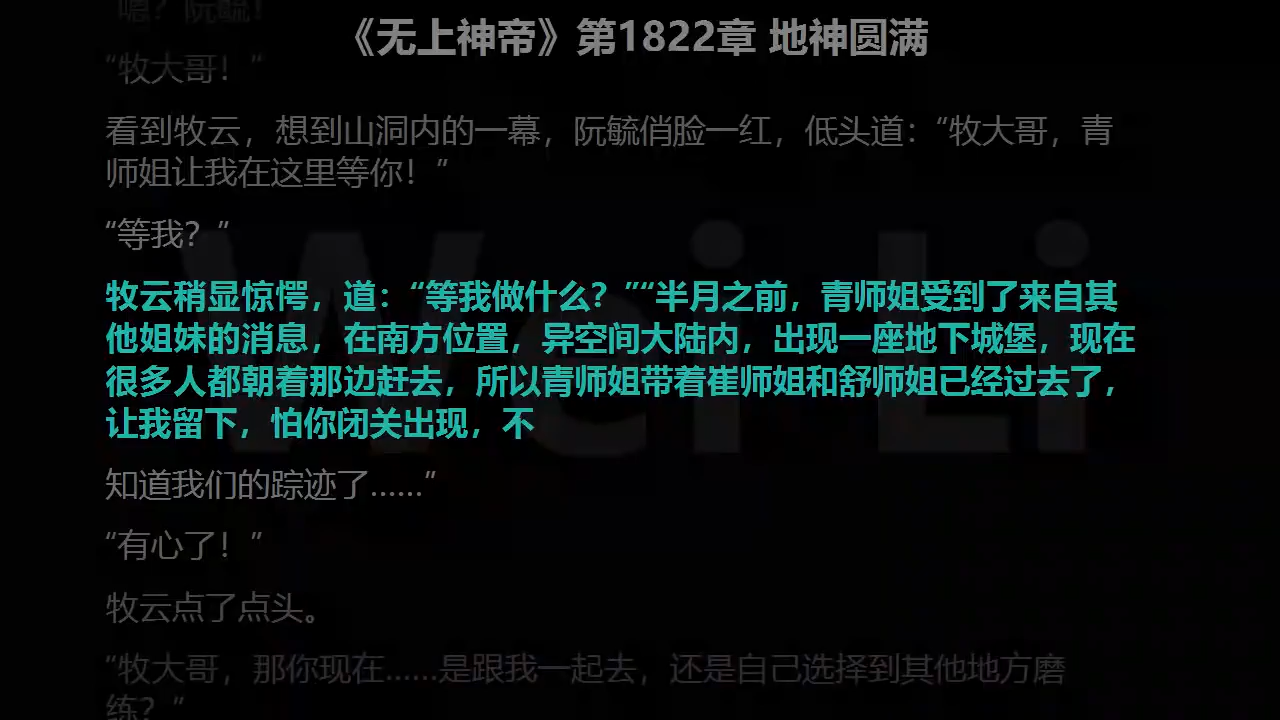 “嗯？阮毓！
《无上神帝》第1822章 地神圆满
“牧大哥！”
看到牧云，想到山洞内的一幕，阮毓俏脸一红，低头道：“牧大哥，青
师姐让我在这里等你！”
“等我？”
牧云稍显惊愕，道：“等我做什么？”“半月之前，青师姐受到了来自其
他姐妹的消息，在南方位置，异空间大陆内，出现一座地下城堡，现在
很多人都朝着那边赶去，所以青师姐带着崔师姐和舒师姐已经过去了，
让我留下，怕你闭关出现，不
知道我们的踪迹了……”
“有心了！”
牧云点了点头。
“牧大哥，那你现在……是跟我一起去，还是自己选择到其他地方磨
练？”
Wei Li